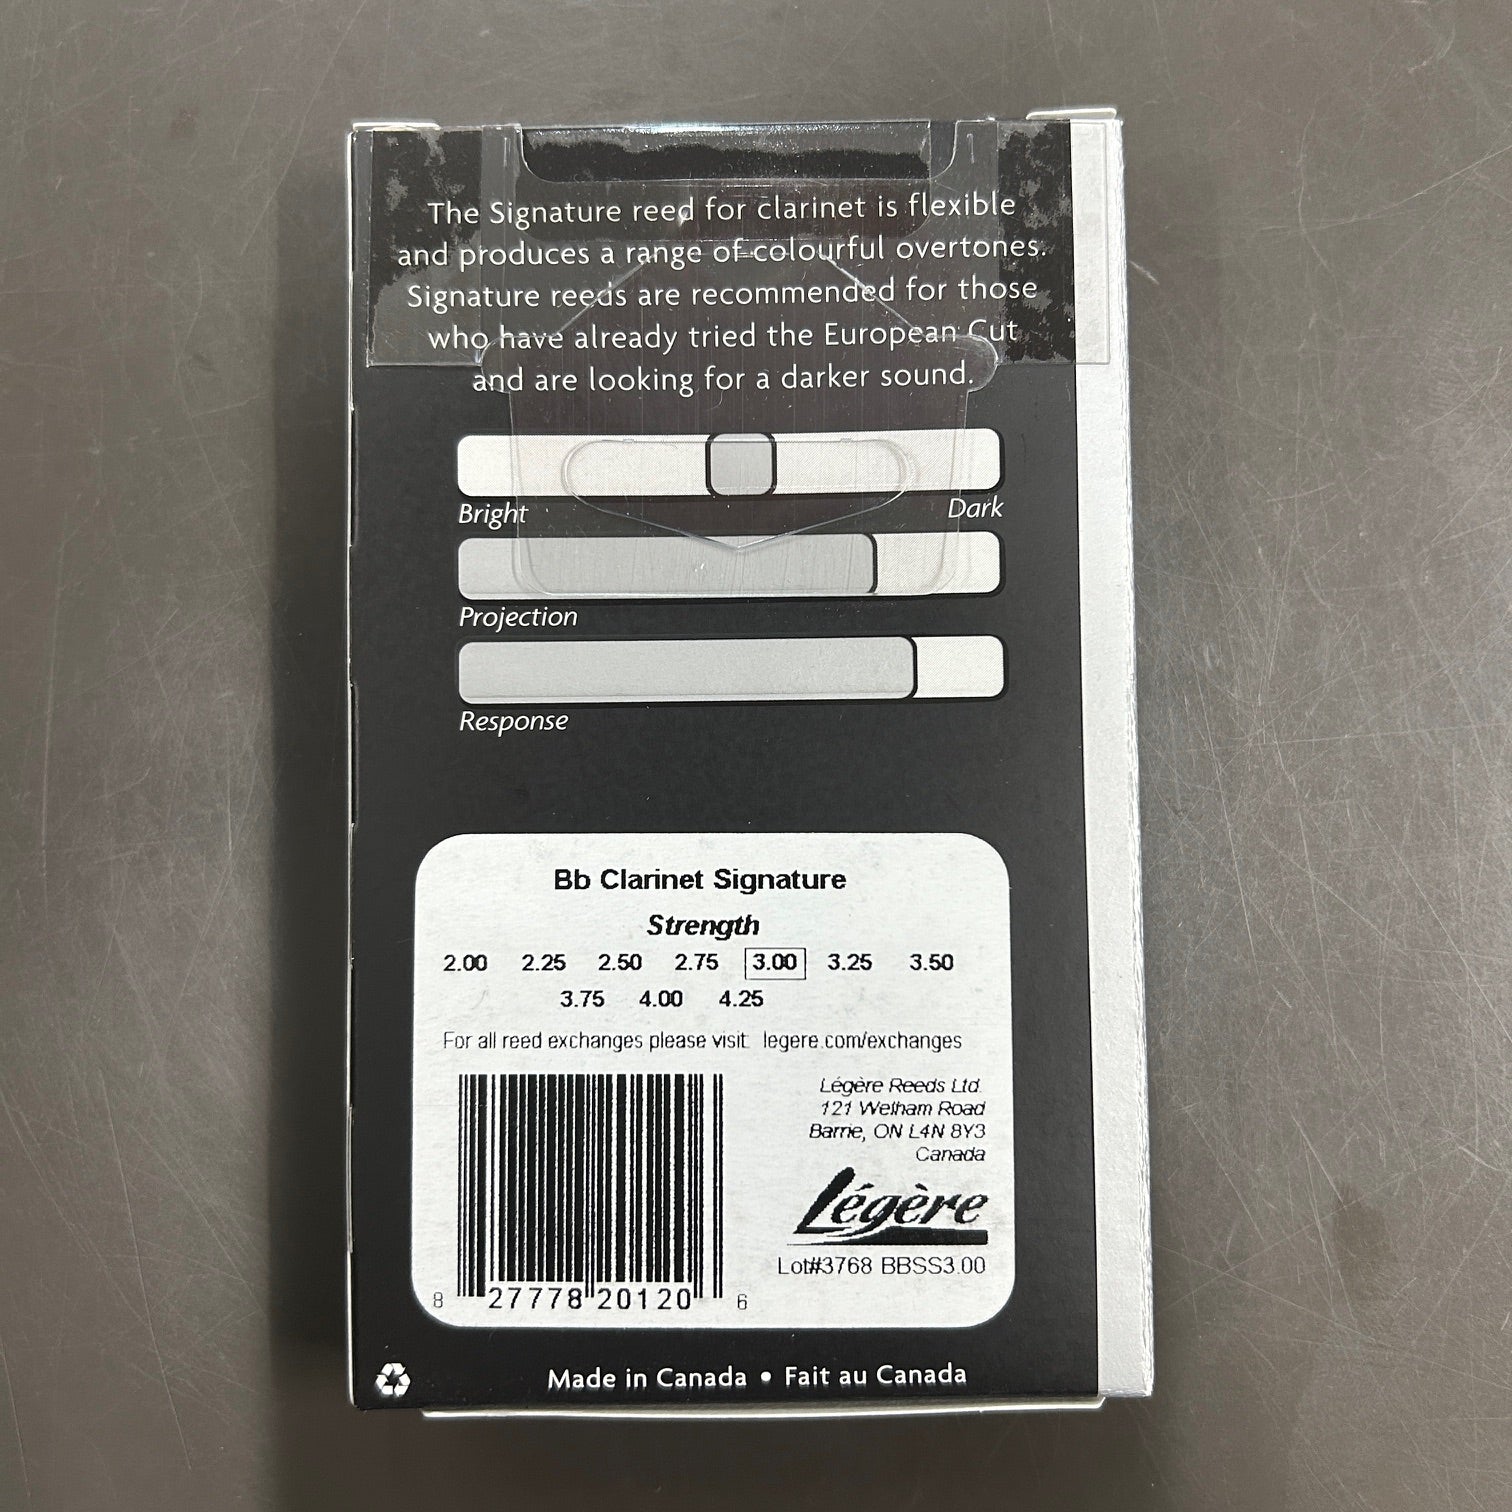 The Signature reed for clarinet is flexible
and produces a range of colourful overtones.
Signature reeds are recommended for those
who have already tried the European Cut
and are looking for a darker sound.
Bright Dark
Projection
Response
Bb Clarinet Signature
Strength
2.00 2.25 2.50 2.75 3.00 3.25 3.50
3.75 4.00 4.25
For all reed exchanges please visit: legere.com/exchanges
Légère Reeds Ltd.
121 Welham Road
Barrie, ON L4N 8Y3
Canada
Légère
Lot#3768 BBSS3.00
8 27778 20120 6
Made in Canada • Fait au Canada